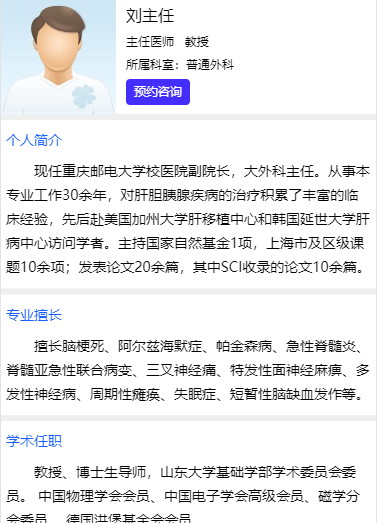 刘主任
主任医师 教授
所属科室：普通外科
预约咨询
个人简介
现任重庆邮电大学校医院副院长，大外科主任。从事本
专业工作30余年，对肝胆胰腺疾病的治疗积累了丰富的临
床经验，先后赴美国加州大学肝移植中心和韩国延世大学肝
病中心访问学者。主持国家自然基金1项，上海市及区级课
题10余项；发表论文20余篇，其中SCI收录的论文10余篇。
专业擅长
擅长脑梗死、阿尔兹海默症、帕金森病、急性脊髓炎、
脊髓亚急性联合病变、三叉神经痛、特发性面神经麻痹、多
发性神经病、周期性瘫痪、失眠症、短暂性脑缺血发作等。
学术任职
教授、博士生导师，山东大学基础学部学术委员会委
员。 中国物理学会会员、中国电子学会高级会员、磁学分
会委员、 德国洪堡基金会会员